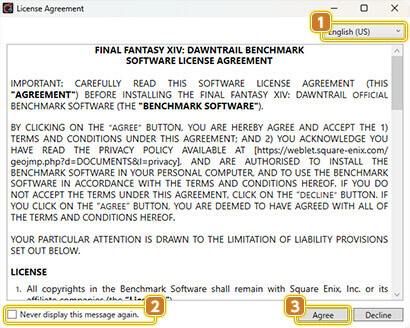 License Agreement
1
English (US)
FINAL FANTASY XIV: DAWNTRAIL BENCHMARK
SOFTWARE LICENSE AGREEMENT
IMPORTANT: CAREFULLY READ THIS SOFTWARE LICENSE AGREEMENT (THIS
"AGREEMENT") BEFORE INSTALLING THE FINAL FANTASY XIV: DAWNTRAIL OFFICIAL
BENCHMARK SOFTWARE (THE "BENCHMARK SOFTWARE").
BY CLICKING ON THE "AGREE" BUTTON, YOU ARE HEREBY AGREE AND ACCEPT THE 1)
TERMS AND CONDITIONS UNDER THIS AGREEMENT; AND 2) YOU ACKNOWLEDGE YOU
HAVE READ THE PRIVACY POLICY AVAILABLE AT [https://weblet.square-enix.com/
geojmp.php?d=DOCUMENTS&l=privacy], AND ARE AUTHORISED TO INSTALL THE
BENCHMARK SOFTWARE IN YOUR PERSONAL COMPUTER, AND TO USE THE BENCHMARK
SOFTWARE IN ACCORDANCE WITH THE TERMS AND CONDITIONS HEREOF. IF YOU DO
NOT ACCEPT THE TERMS UNDER THIS AGREEMENT, CLICK ON THE "DECLINE" BUTTON. IF
YOU CLICK ON THE "AGREE" BUTTON, YOU ARE DEEMED TO HAVE AGREED WITH ALL OF
THE TERMS AND CONDITIONS HEREOF.
YOUR PARTICULAR ATTENTION IS DRAWN TO THE LIMITATION OF LIABILITY PROVISIONS
SET OUT BELOW.
LICENSE
1. All copyrights in the Benchmark Software shall remain with Square Enix, Inc. or its
affiliate companies (the "
2
3
Never display this message again.
Agree
Decline